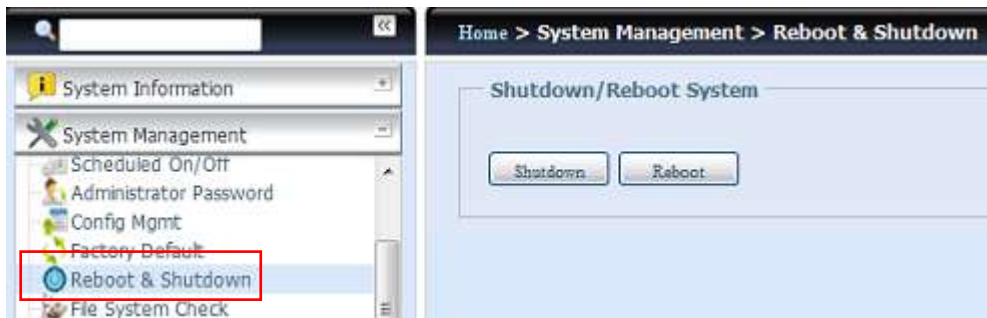 Home > System Management > Reboot & Shutdown
System Information
System Management
Scheduled On/Off
Administrator Password
Config Mgmt
Factory Default
Reboot & Shutdown
File System Check
Shutdown/Reboot System
Shutdown
Reboot